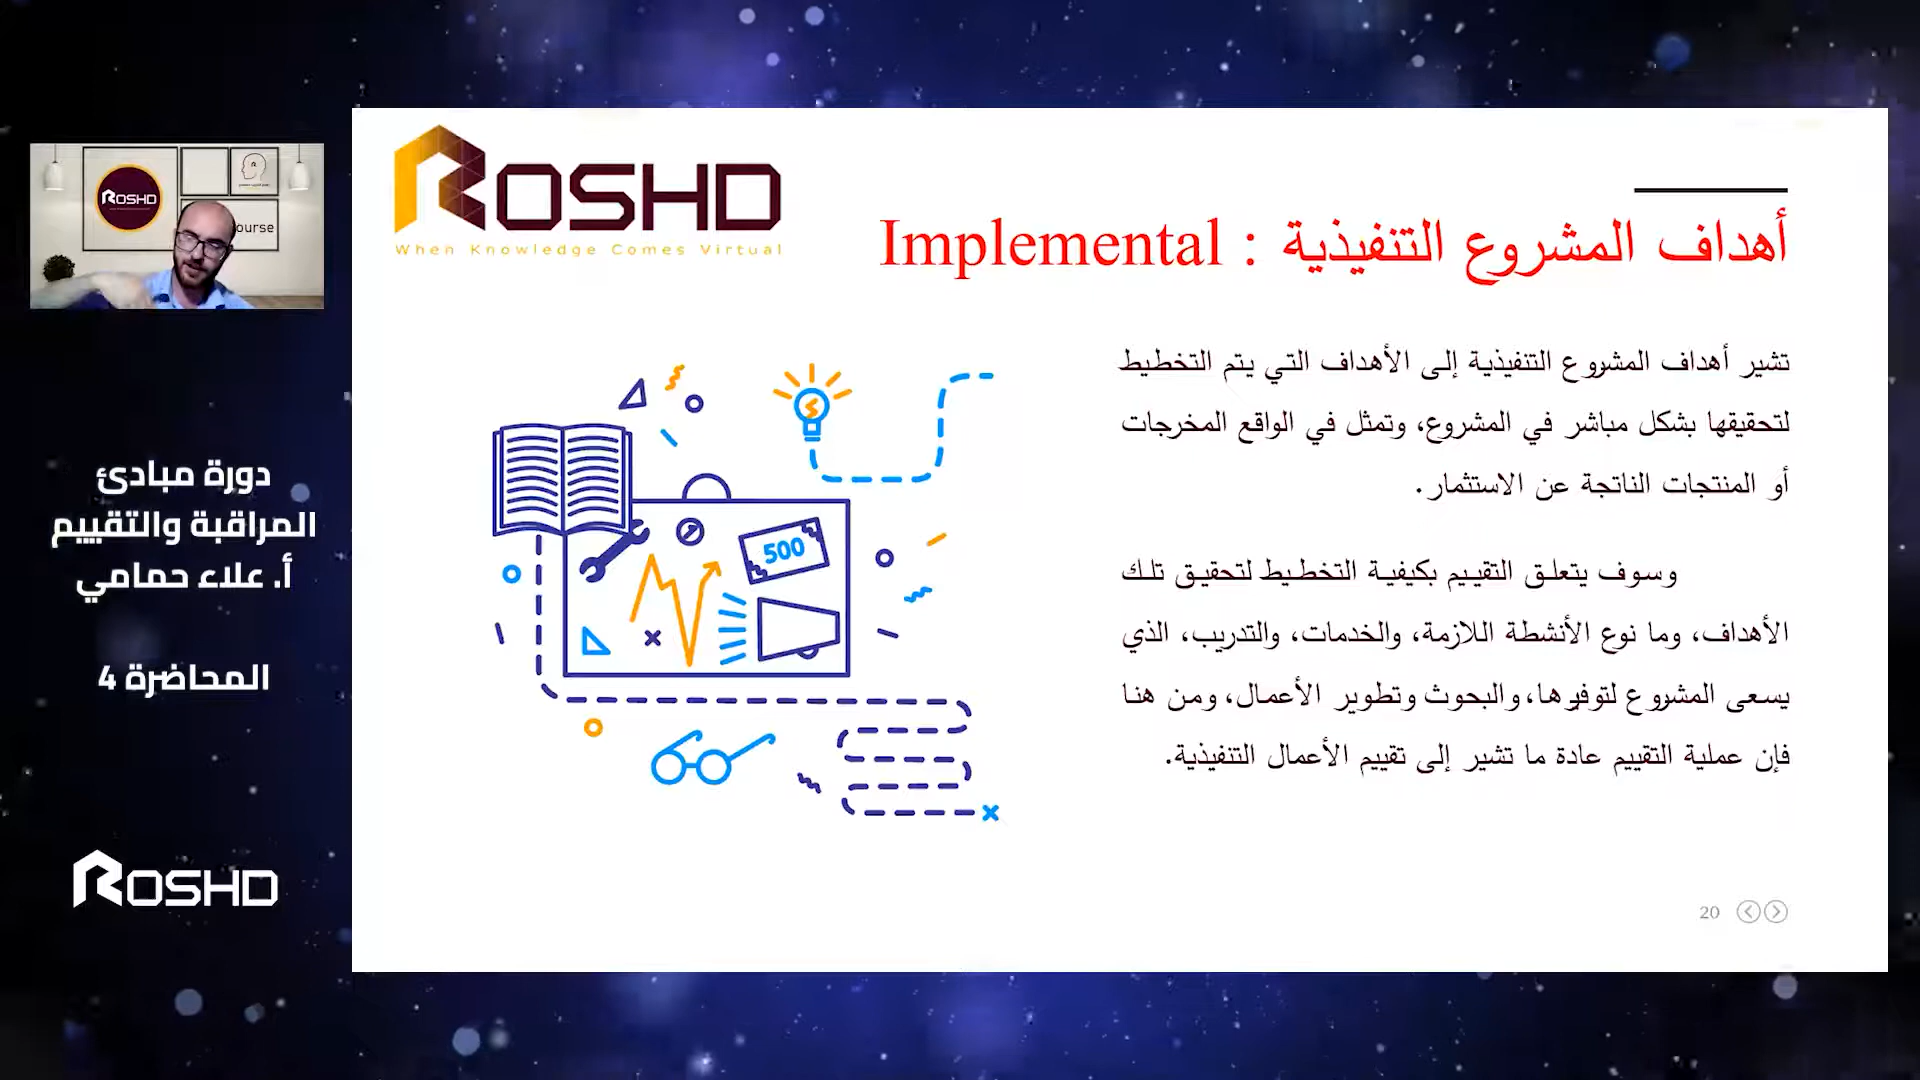 ROSHD
When Knowledge Comes Virtual
أهداف المشروع التنفيذية : Implemental
تشير أهداف المشروع التنفيذية إلى الأهداف التي يتم التخطيط
لتحقيقها بشكل مباشر في المشروع، وتمثل في الواقع المخرجات
أو المنتجات الناتجة عن الاستثمار.
وسوف يتعلق التقييم بكيفية التخطيط لتحقيق تلك
الأهداف، وما نوع الأنشطة اللازمة، والخدمات، والتدريب، الذي
يسعى المشروع لتوفيرها، والبحوث وتطوير الأعمال، ومن هنا
فإن عملية التقييم عادة ما تشير إلى تقييم الأعمال التنفيذية.
500
20
ROSHD
ourse
دورة مبادئ
المراقبة والتقييم
أ. علاء حمامي
المحاضرة 4
ROSHD